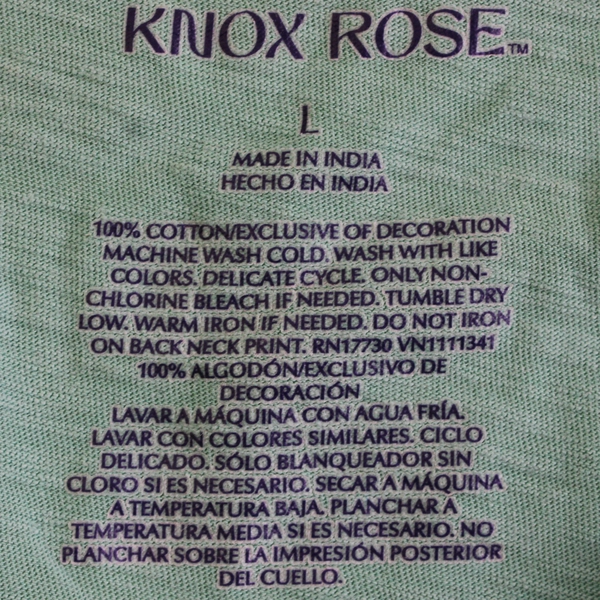 KNOX ROSE™
L
MADE IN INDIA
HECHO EN INDIA
100% COTTON/EXCLUSIVE OF DECORATION
MACHINE WASH COLD. WASH WITH LIKE
COLORS. DELICATE CYCLE. ONLY NON-
CHLORINE BLEACH IF NEEDED. TUMBLE DRY
LOW. WARM IRON IF NEEDED. DO NOT IRON
ON BACK NECK PRINT. RN17730 VN1111341
100% ALGODÓN/EXCLUSIVO DE
DECORACIÓN
LAVAR A MÁQUINA CON AGUA FRÍA.
LAVAR CON COLORES SIMILARES. CICLO
DELICADO. SÓLO BLANQUEADOR SIN
CLORO SI ES NECESARIO. SECAR A MÁQUINA
A TEMPERATURA BAJA. PLANCHAR A
TEMPERATURA MEDIA SI ES NECESARIO. NO
PLANCHAR SOBRE LA IMPRESIÓN POSTERIOR
DEL CUELLO.